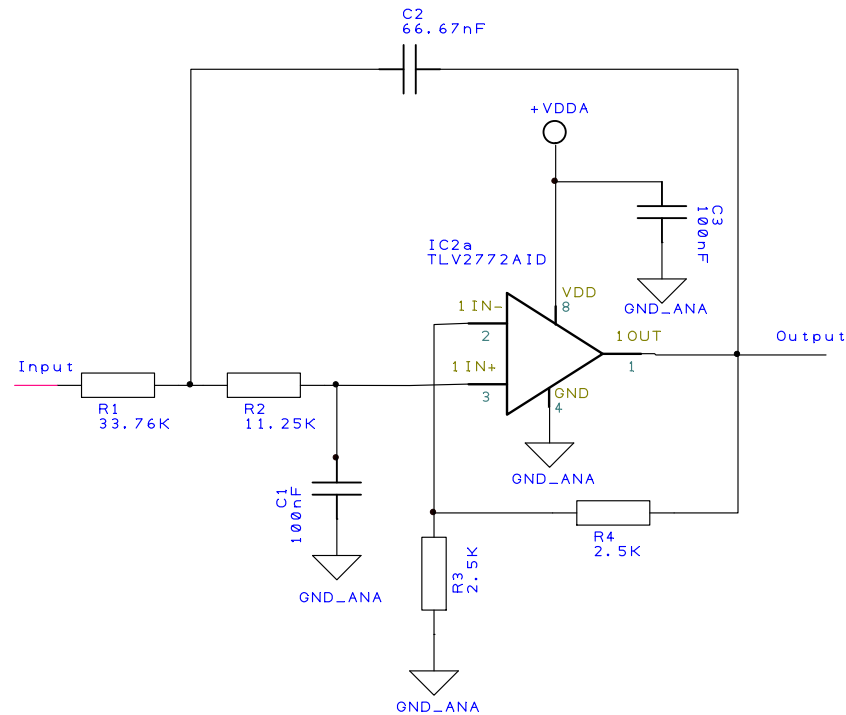 C2
66.67nF
+VDDA
C3
100nF
IC2a
TLV2772AID
GND_ANA
VDD
8
1IN-
2
1OUT
1
Output
Input
1IN+
3
GND
4
R1
33.76K
R2
11.25K
GND_ANA
C1
100nF
R4
2.5K
R3
2.5K
GND_ANA
GND_ANA